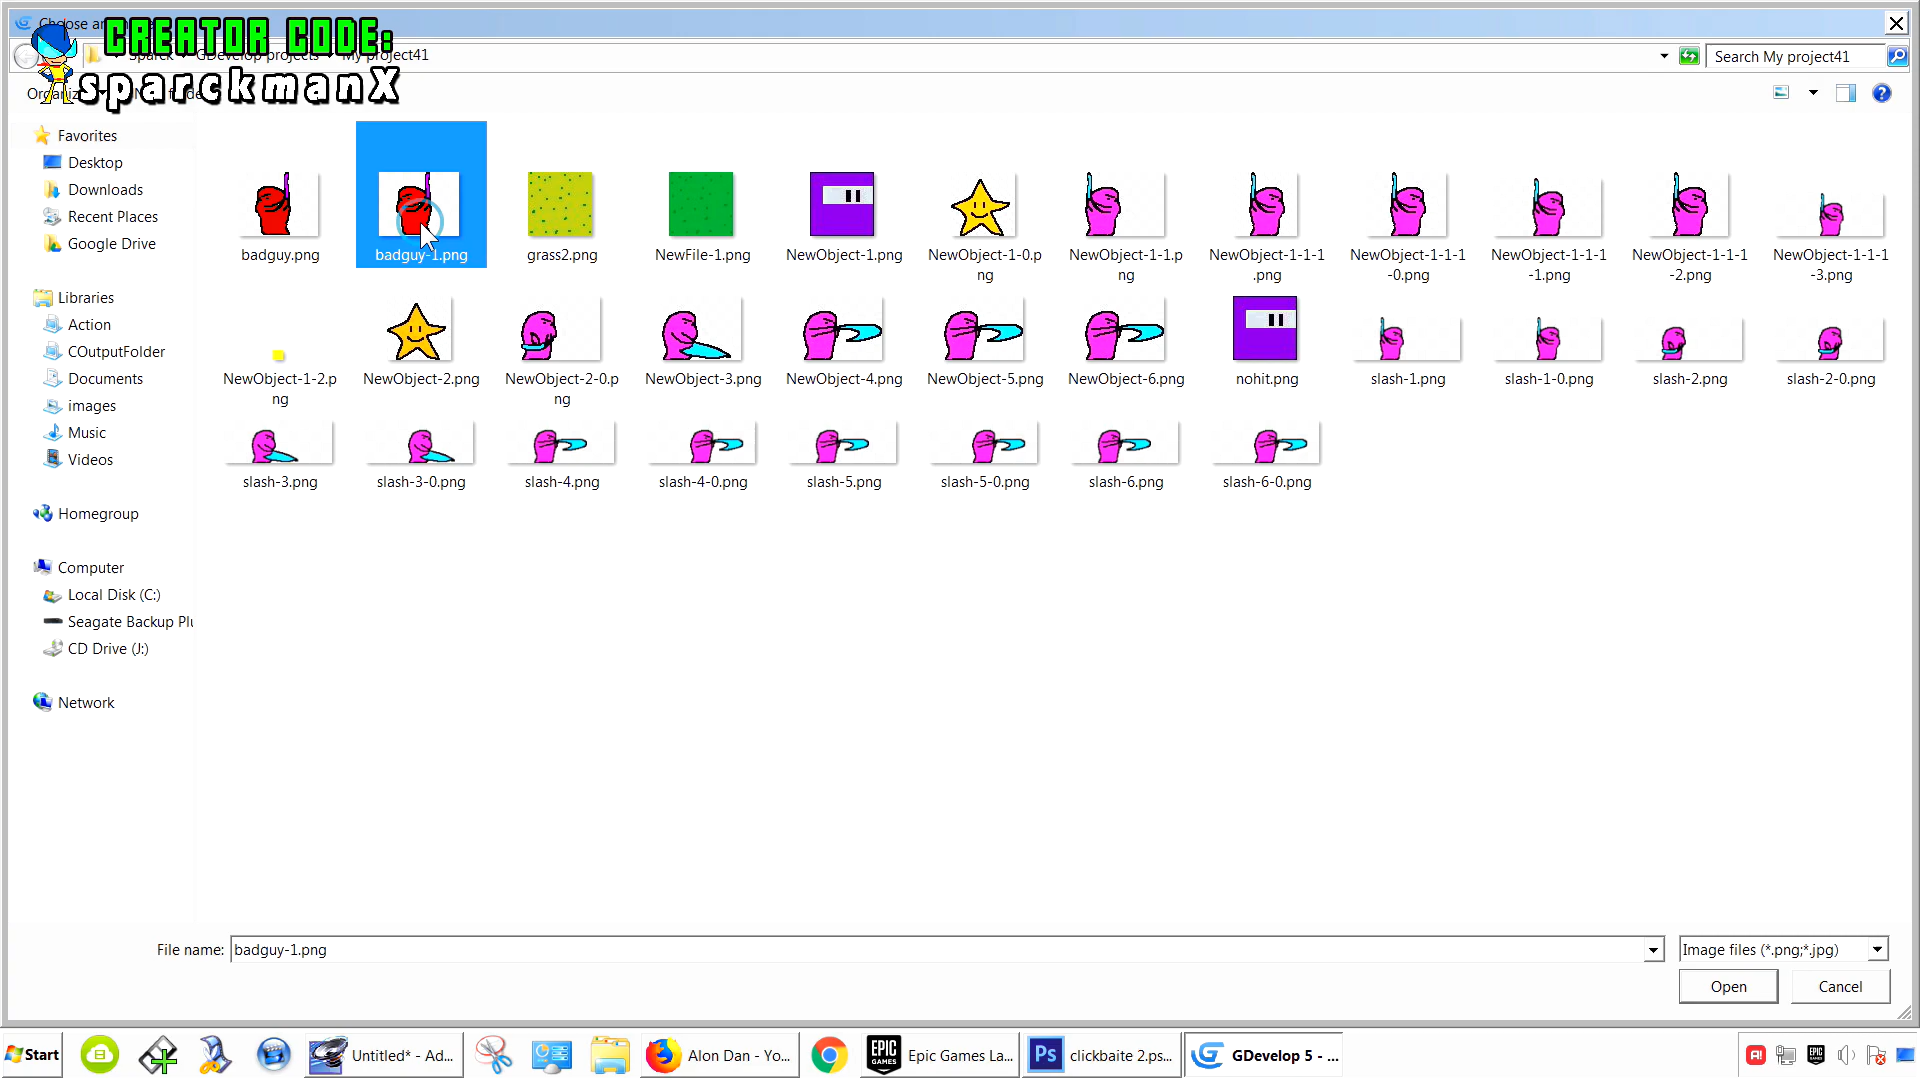 Choose an
CREATOR CODE:
sparckmanX
Sparck GDevelop projects My project41
Search My project41
Organiz
Favorites
Desktop
Downloads
Recent Places
Google Drive
Libraries
Action
COutputFolder
Documents
images
Music
Videos
Homegroup
Computer
Local Disk (C:)
Seagate Backup Plu
CD Drive (J:)
Network
badguy.png
badguy-1.png
grass2.png
NewFile-1.png
NewObject-1.png
NewObject-1-0.p
ng
NewObject-1-1.p
ng
NewObject-1-1-1
.png
NewObject-1-1-1
-0.png
NewObject-1-1-1
-1.png
NewObject-1-1-1
-2.png
NewObject-1-1-1
-3.png
NewObject-1-2.p
ng
NewObject-2.png
NewObject-2-0.p
ng
NewObject-3.png
NewObject-4.png
NewObject-5.png
NewObject-6.png
nohit.png
slash-1.png
slash-1-0.png
slash-2.png
slash-2-0.png
slash-3.png
slash-3-0.png
slash-4.png
slash-4-0.png
slash-5.png
slash-5-0.png
slash-6.png
slash-6-0.png
File name: badguy-1.png
Image files (*.png;*.jpg)
Open
Cancel
Start
Untitled* - Ad...
Alon Dan - Yo...
EPIC GAMES
Epic Games La...
Ps
clickbaite 2.ps...
GDevelop 5 - ...